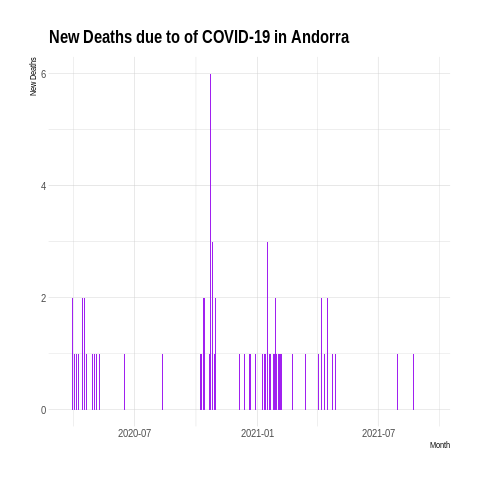 New Deaths due to of COVID-19 in Andorra
New Deaths
6
4
2
0
2020-07
2021-01
2021-07
Month